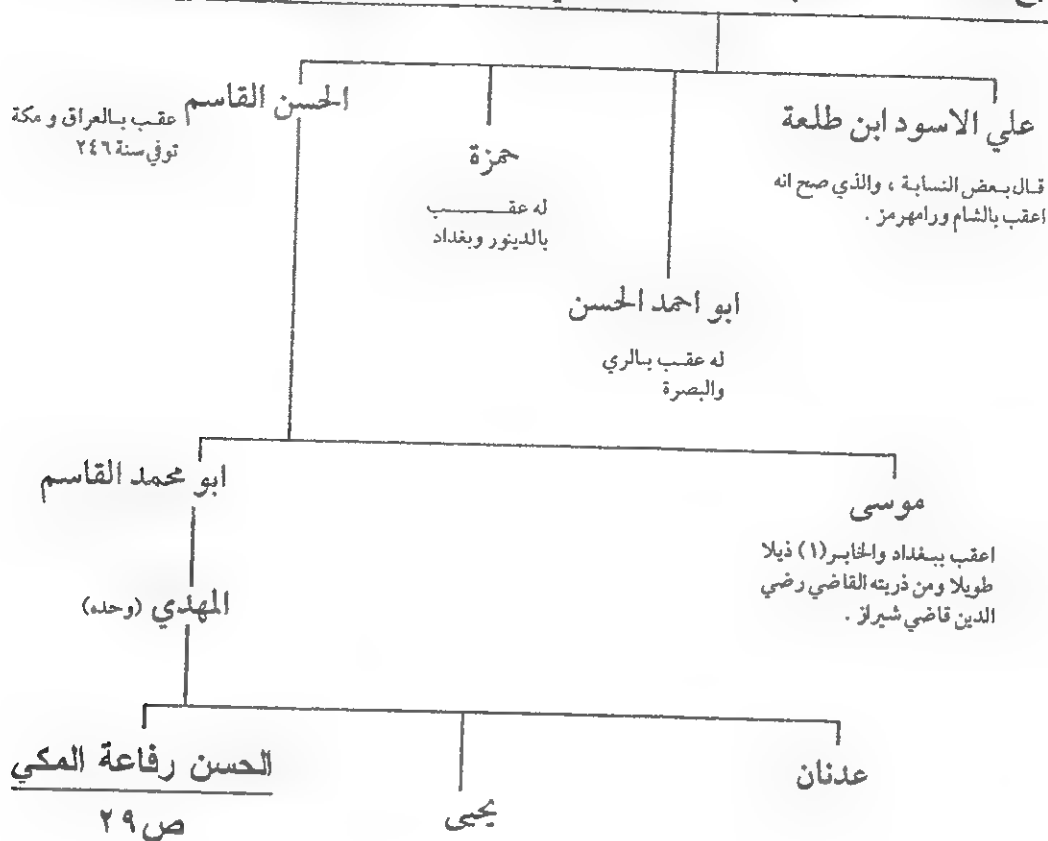 علي الاسود ابن طلعة
قال بعض النسابة ، والذي صح انه
اعقب بالشام ورامهرمز .
حمزة
له عقب
بالدينور وبغداد
الحسن القاسم
عقب بالعراق و مكة
توفي سنة ٢٤٦
ابو احمد الحسن
له عقب بالري
والبصرة
موسى
اعقب ببغداد والخابر (١) ذيلا
طويلا ومن ذريته القاضي رضي
الدين قاضي شيراز .
ابو محمد القاسم
المهدي (وحده)
عدنان
يحيى
الحسن رفاعة المكي
ص ٢٩